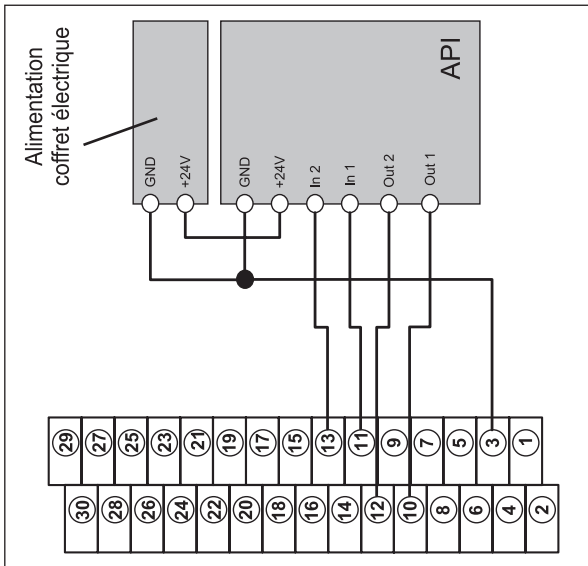 Alimentation
coffret électrique
API
GND
+24V
GND
+24V
In 2
In 1
Out 2
Out 1
29
27
25
23
21
19
17
15
13
11
9
7
5
3
1
30
28
26
24
22
20
18
16
14
12
10
8
6
4
2